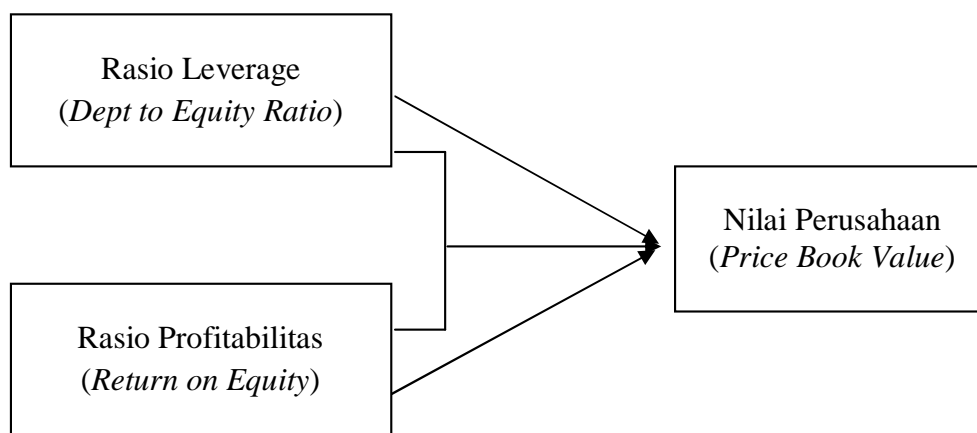 Rasio Leverage
(Dept to Equity Ratio)
Nilai Perusahaan
(Price Book Value)
Rasio Profitabilitas
(Return on Equity)